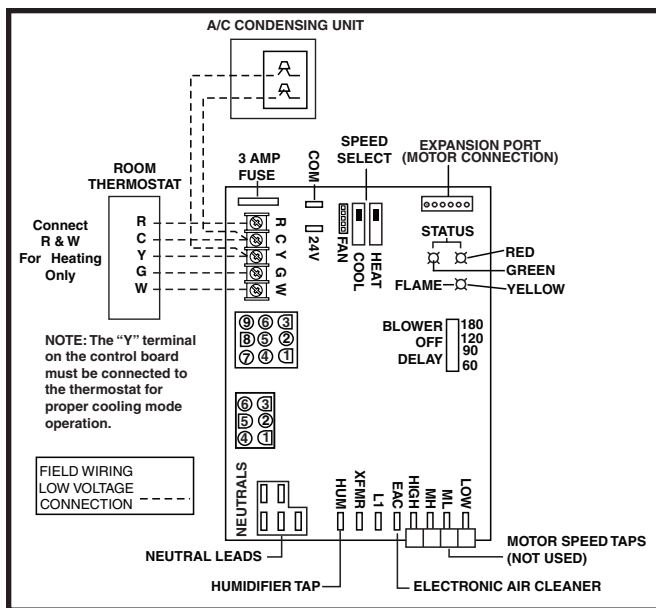 A/C CONDENSING UNIT
ROOM
THERMOSTAT
3 AMP
FUSE
COM
24V
SPEED
SELECT
EXPANSION PORT
(MOTOR CONNECTION)
Connect
R & W
For Heating
Only
R
C
Y
G
W
R
C
Y
G
W
FAN
COOL
HEAT
STATUS
RED
GREEN
FLAME
YELLOW
BLOWER
OFF
DELAY
180
120
90
60
NOTE: The “Y” terminal
on the control board
must be connected to
the thermostat for
proper cooling mode
operation.
9 6 3
8 5 2
7 4 1
6 3
5 2
4 1
FIELD WIRING
LOW VOLTAGE
CONNECTION
NEUTRALS
HUM
XFMR
L1
EAC
HIGH
MH
ML
LOW
NEUTRAL LEADS
MOTOR SPEED TAPS
(NOT USED)
HUMIDIFIER TAP
ELECTRONIC AIR CLEANER